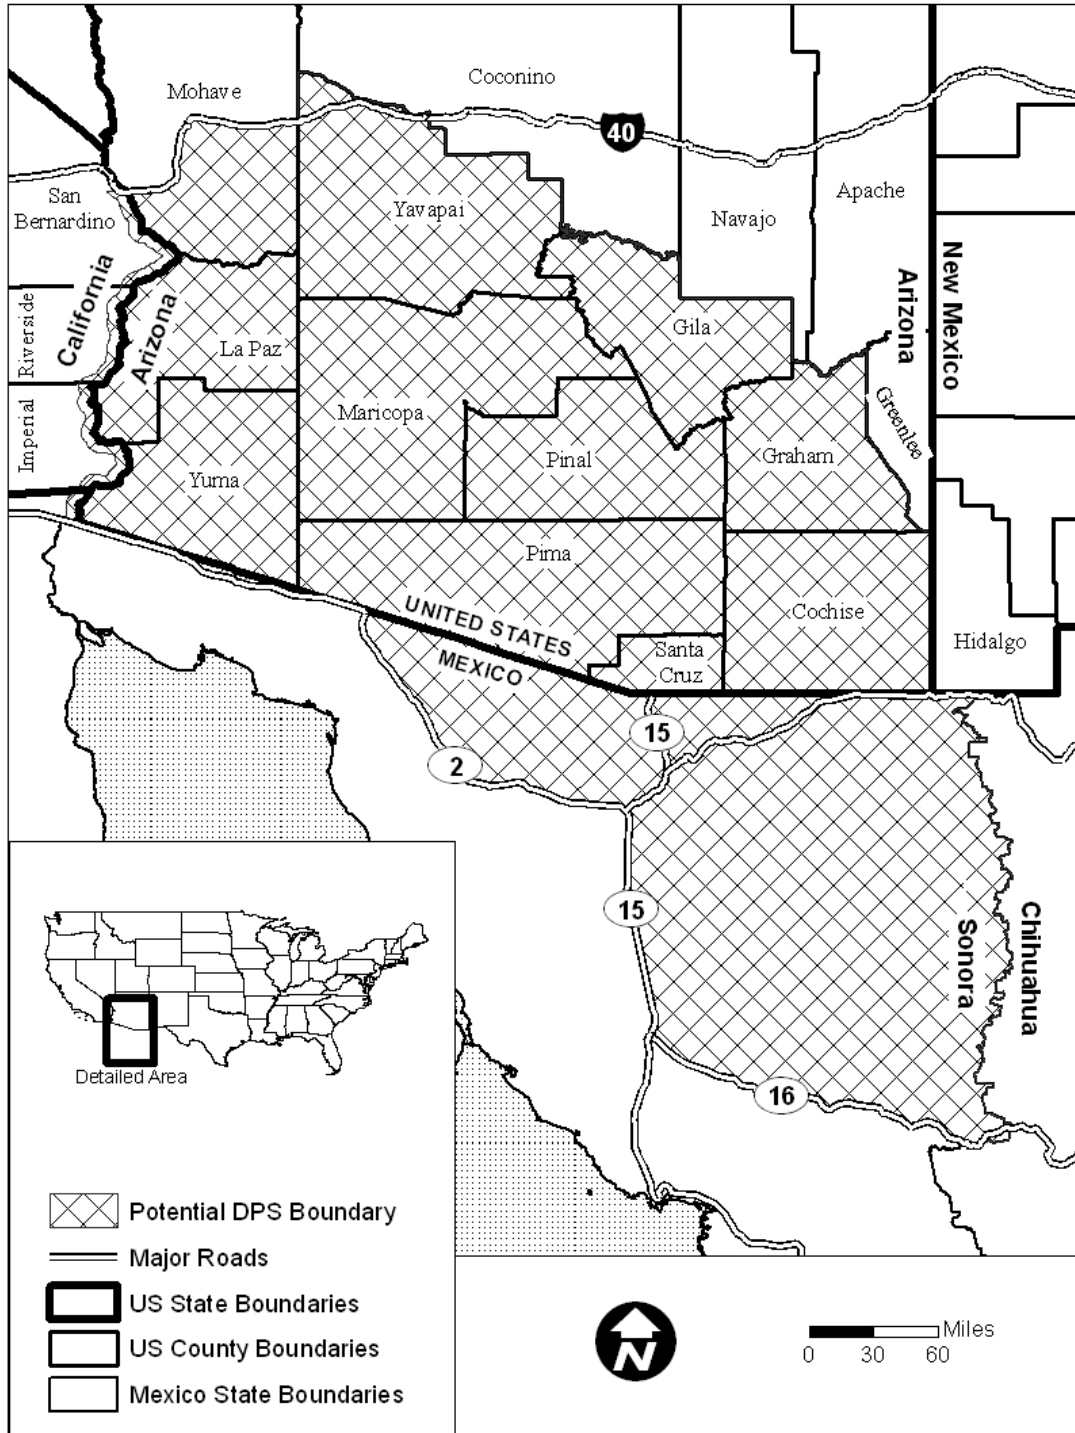 Coconino
Mohave
40
San
Bernardino
Yavapai
Navajo
Apache
California
Arizona
Arizona
New Mexico
Riverside
La Paz
Gila
Maricopa
Imperial
Yuma
Pinal
Graham
Greenlee
Pima
Cochise
UNITED STATES
MEXICO
Santa
Cruz
Hidalgo
15
2
15
Sonora
Chihuahua
16
Detailed Area
Potential DPS Boundary
Major Roads
US State Boundaries
US County Boundaries
Mexico State Boundaries
N
Miles
0 30 60